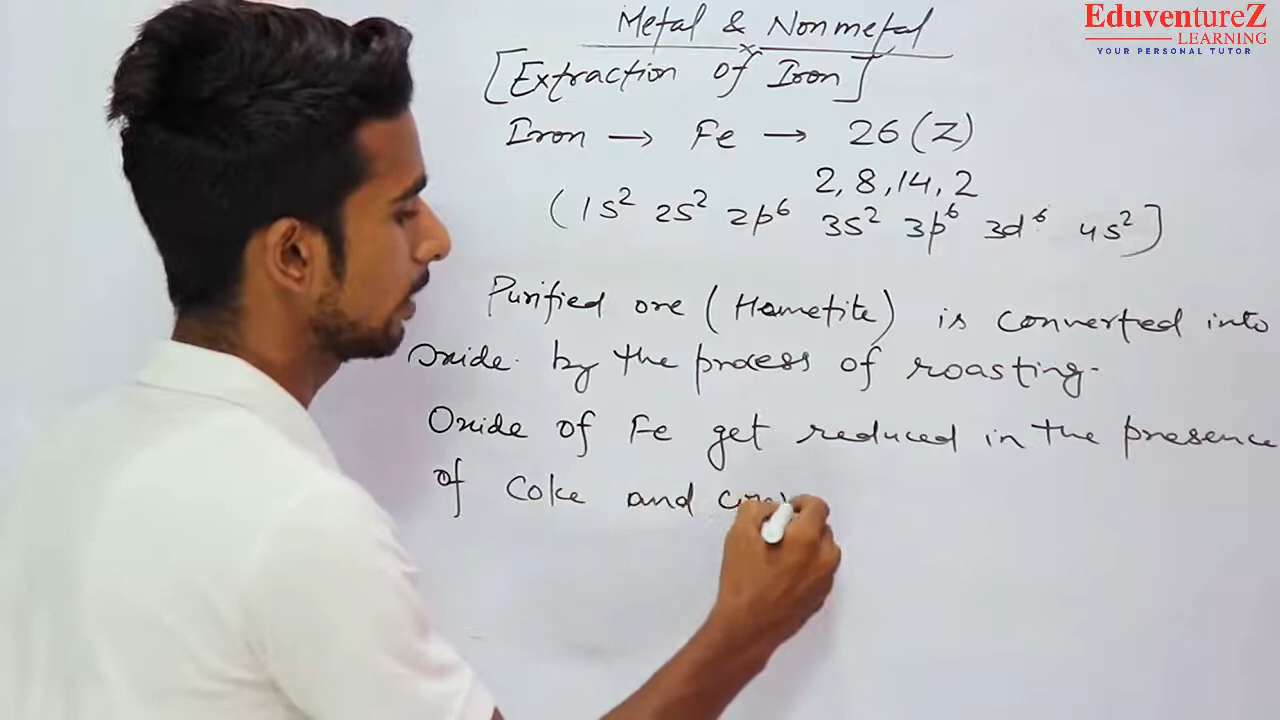 EduventureZ
LEARNING
YOUR PERSONAL TUTOR
Metal & Nonmetal
[Extraction of Iron]
Iron → Fe → 26 (Z)
2, 8, 14, 2
(1s² 2s² 2p⁶ 3s² 3p⁶ 3d⁶ 4s²]
Purified ore (Hametite) is converted into
Oxide by the process of roasting.
Oxide of Fe get reduced in the presence
of Coke and